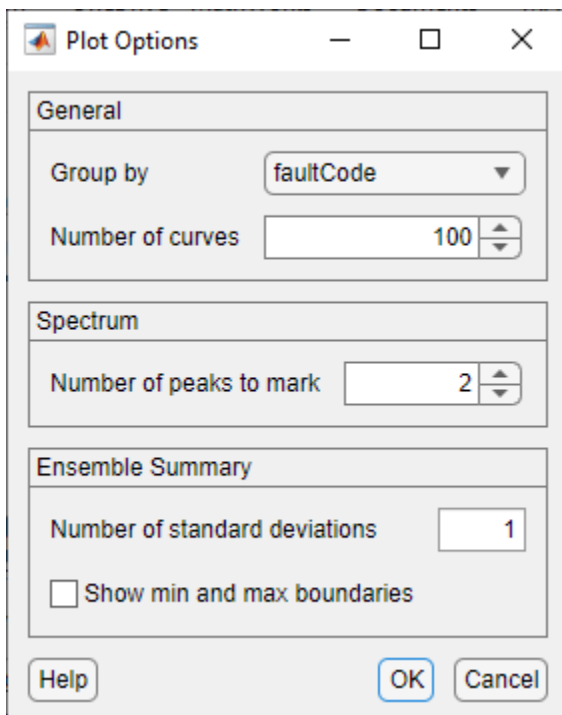 Plot Options
General
Group by faultCode
Number of curves 100
Spectrum
Number of peaks to mark 2
Ensemble Summary
Number of standard deviations 1
Show min and max boundaries
Help OK Cancel